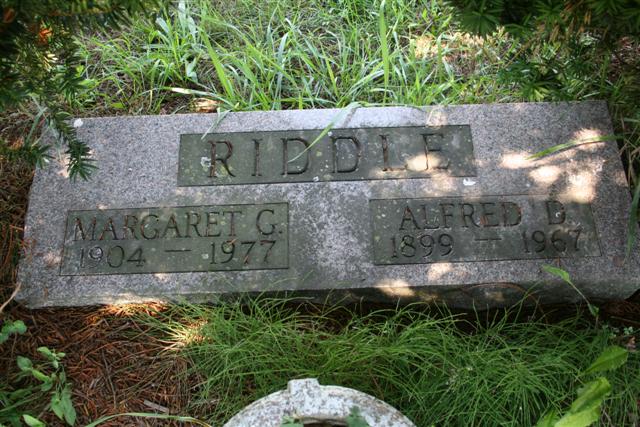 RIDDLE
MARGARET G.
1904 — 1977
ALFRED D.
1899 — 1967